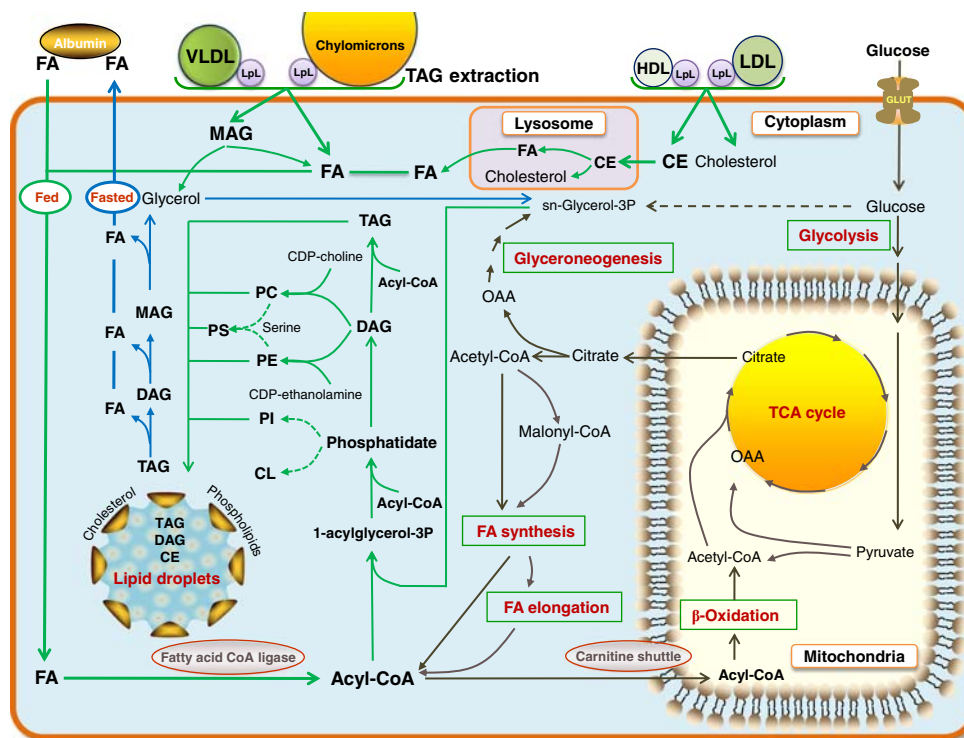 Albumin
FA FA
VLDL
LpL
LpL
Chylomicrons
TAG extraction
HDL
LpL
LpL
LDL
Glucose
GLUT
Lysosome
Cytoplasm
MAG
FA
FA
FA
CE
Cholesterol
CE Cholesterol
Fed
Fasted
Glycerol
sn-Glycerol-3P
Glucose
FA
TAG
Glycolysis
CDP-choline
Glyceroneogenesis
Acyl-CoA
PC
OAA
MAG
FA
PS
Serine
DAG
PE
Acetyl-CoA
Citrate
Citrate
CDP-ethanolamine
DAG
FA
TCA cycle
PI
Phosphatidate
Malonyl-CoA
OAA
TAG
CL
Acyl-CoA
Cholesterol
Phospholipids
TAG
DAG
CE
Lipid droplets
1-acylglycerol-3P
FA synthesis
Acetyl-CoA
Pyruvate
FA elongation
β-Oxidation
Fatty acid CoA ligase
Carnitine shuttle
Mitochondria
FA
Acyl-CoA
Acyl-CoA